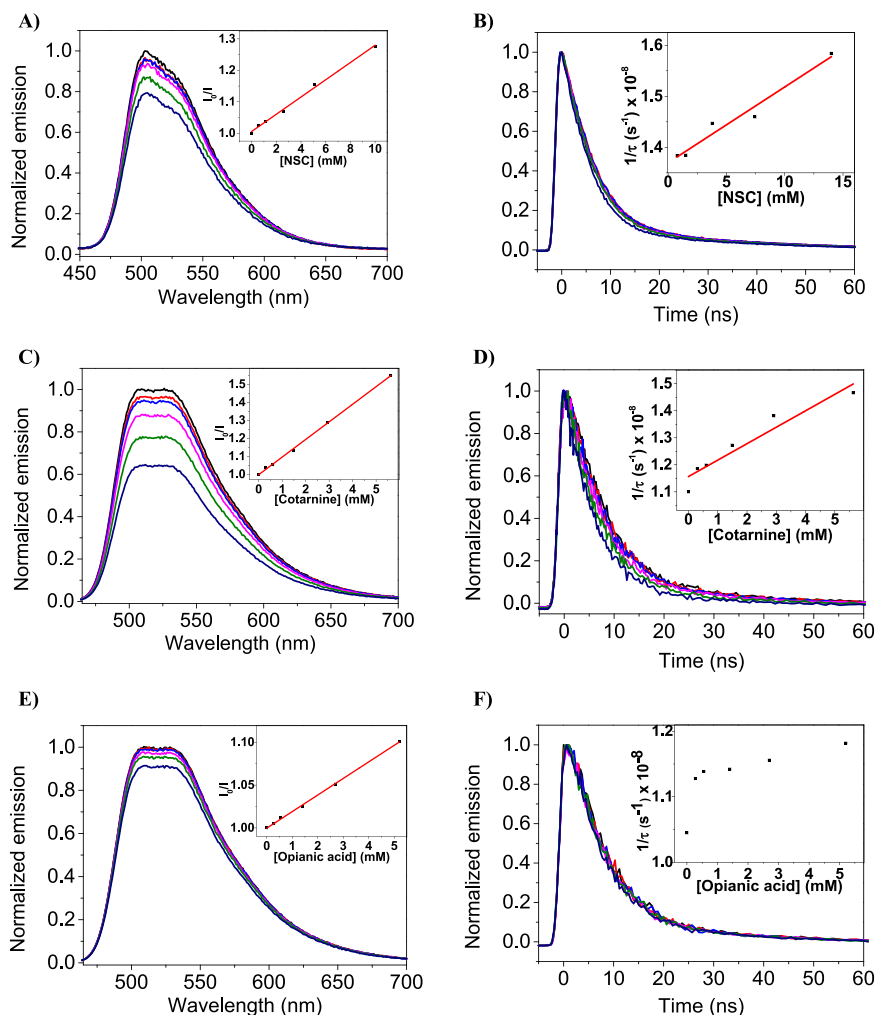 A)
Normalized emission
1.0
0.8
0.6
0.4
0.2
0.0
450 500 550 600 650 700
Wavelength (nm)
I0/I
1.3
1.2
1.1
1.0
0 2 4 6 8 10
[NSC] (mM)
B)
Normalized emission
1.0
0.8
0.6
0.4
0.2
0.0
0 10 20 30 40 50 60
Time (ns)
1/τ (s-1) x 10-8
1.6
1.5
1.4
0 5 10 15
[NSC] (mM)
C)
Normalized emission
1.0
0.8
0.6
0.4
0.2
0.0
500 550 600 650 700
Wavelength (nm)
I0/I
1.5
1.4
1.3
1.2
1.1
1.0
0 1 2 3 4 5
[Cotarnine] (mM)
D)
Normalized emission
1.0
0.8
0.6
0.4
0.2
0.0
0 10 20 30 40 50 60
Time (ns)
1/τ (s-1) x 10-8
1.5
1.4
1.3
1.2
1.1
0 1 2 3 4 5
[Cotarnine] (mM)
E)
Normalized emission
1.0
0.8
0.6
0.4
0.2
0.0
500 550 600 650 700
Wavelength (nm)
I0/I
1.10
1.05
1.00
0 1 2 3 4 5
[Opianic acid] (mM)
F)
Normalized emission
1.0
0.8
0.6
0.4
0.2
0.0
0 10 20 30 40 50 60
Time (ns)
1/τ (s-1) x 10-8
1.2
1.1
1.0
0 1 2 3 4 5
[Opianic acid] (mM)